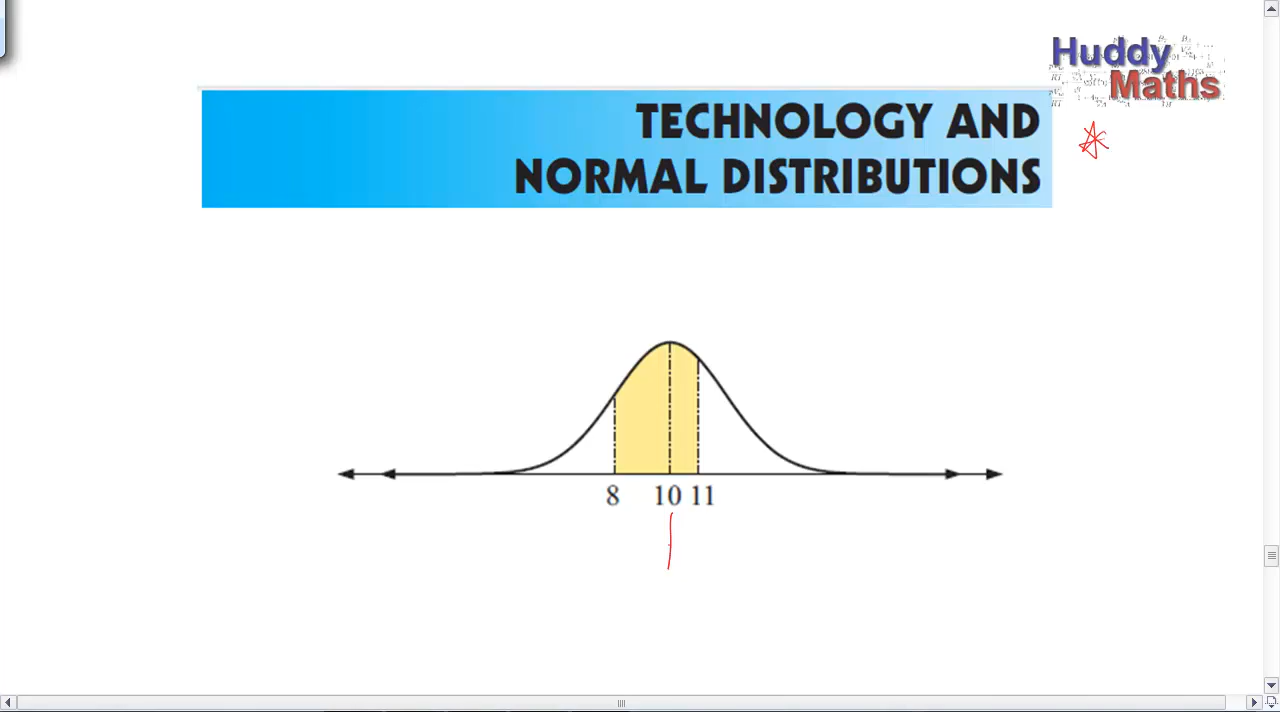 Huddy
Maths
TECHNOLOGY AND
NORMAL DISTRIBUTIONS
8 10 11